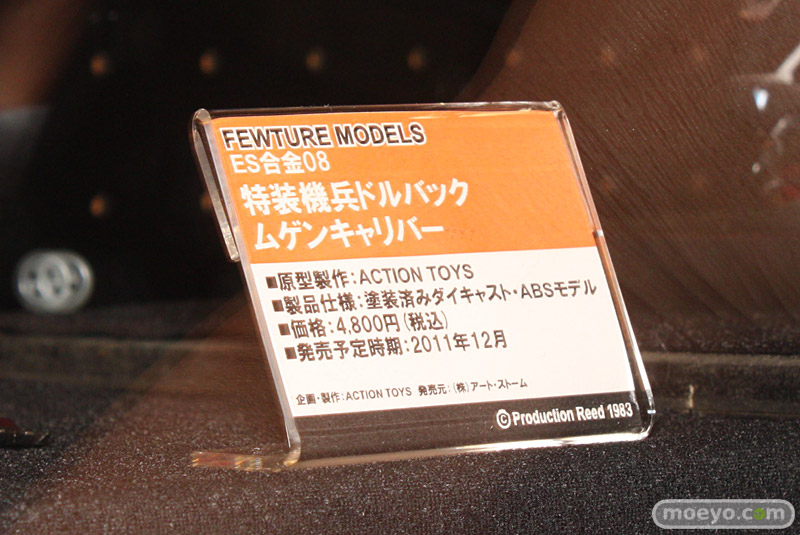 FEWTURE MODELS
ES合金08
特装機兵ドルバック
ムゲンキャリバー
■原型製作：ACTION TOYS
■製品仕様：塗装済みダイキャスト・ABSモデル
■価格：4,800円（税込）
■発売予定時期：2011年12月
企画・製作：ACTION TOYS 発売元：（株）アート・ストーム
©Production Reed 1983
moeyo.com